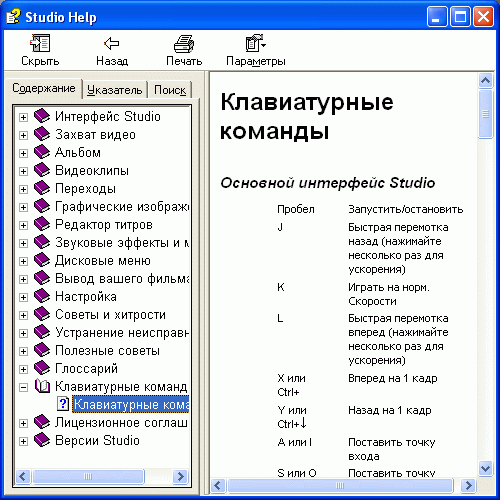 Studio Help
Скрыть
Назад
Печать
Параметры
Содержание
Указатель
Поиск
Интерфейс Studio
Захват видео
Альбом
Видеоклипы
Переходы
Графические изображе
Редактор титров
Звуковые эффекты и м
Дисковые меню
Вывод вашего фильма
Настройка
Советы и хитрости
Устранение неисправн
Полезные советы
Глоссарий
Клавиатурные команд
Клавиатурные кома
Лицензионное соглаш
Версии Studio
Клавиатурные
команды
Основной интерфейс Studio
Пробел Запустить/остановить
J Быстрая перемотка
назад (нажимайте
несколько раз для
ускорения)
K Играть на норм.
Скорости
L Быстрая перемотка
вперед (нажимайте
несколько раз для
ускорения)
X или Вперед на 1 кадр
Ctrl+
Y или Назад на 1 кадр
Ctrl+↓
A или I Поставить точку
входа
S или O Поставить точку